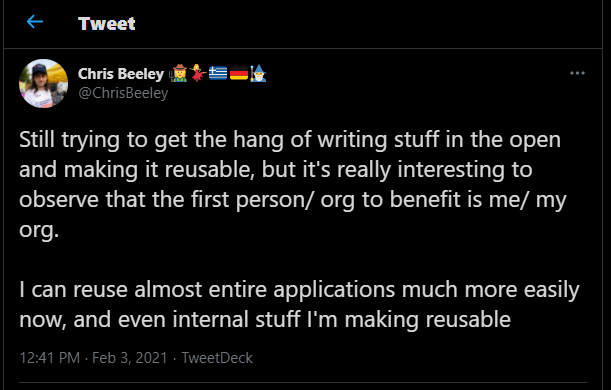 Tweet
Chris Beeley 🤠💃🇬🇷🇩🇪🧙‍♂️
@ChrisBeeley
Still trying to get the hang of writing stuff in the open
and making it reusable, but it's really interesting to
observe that the first person/ org to benefit is me/ my
org.
I can reuse almost entire applications much more easily
now, and even internal stuff I'm making reusable
12:41 PM · Feb 3, 2021 · TweetDeck